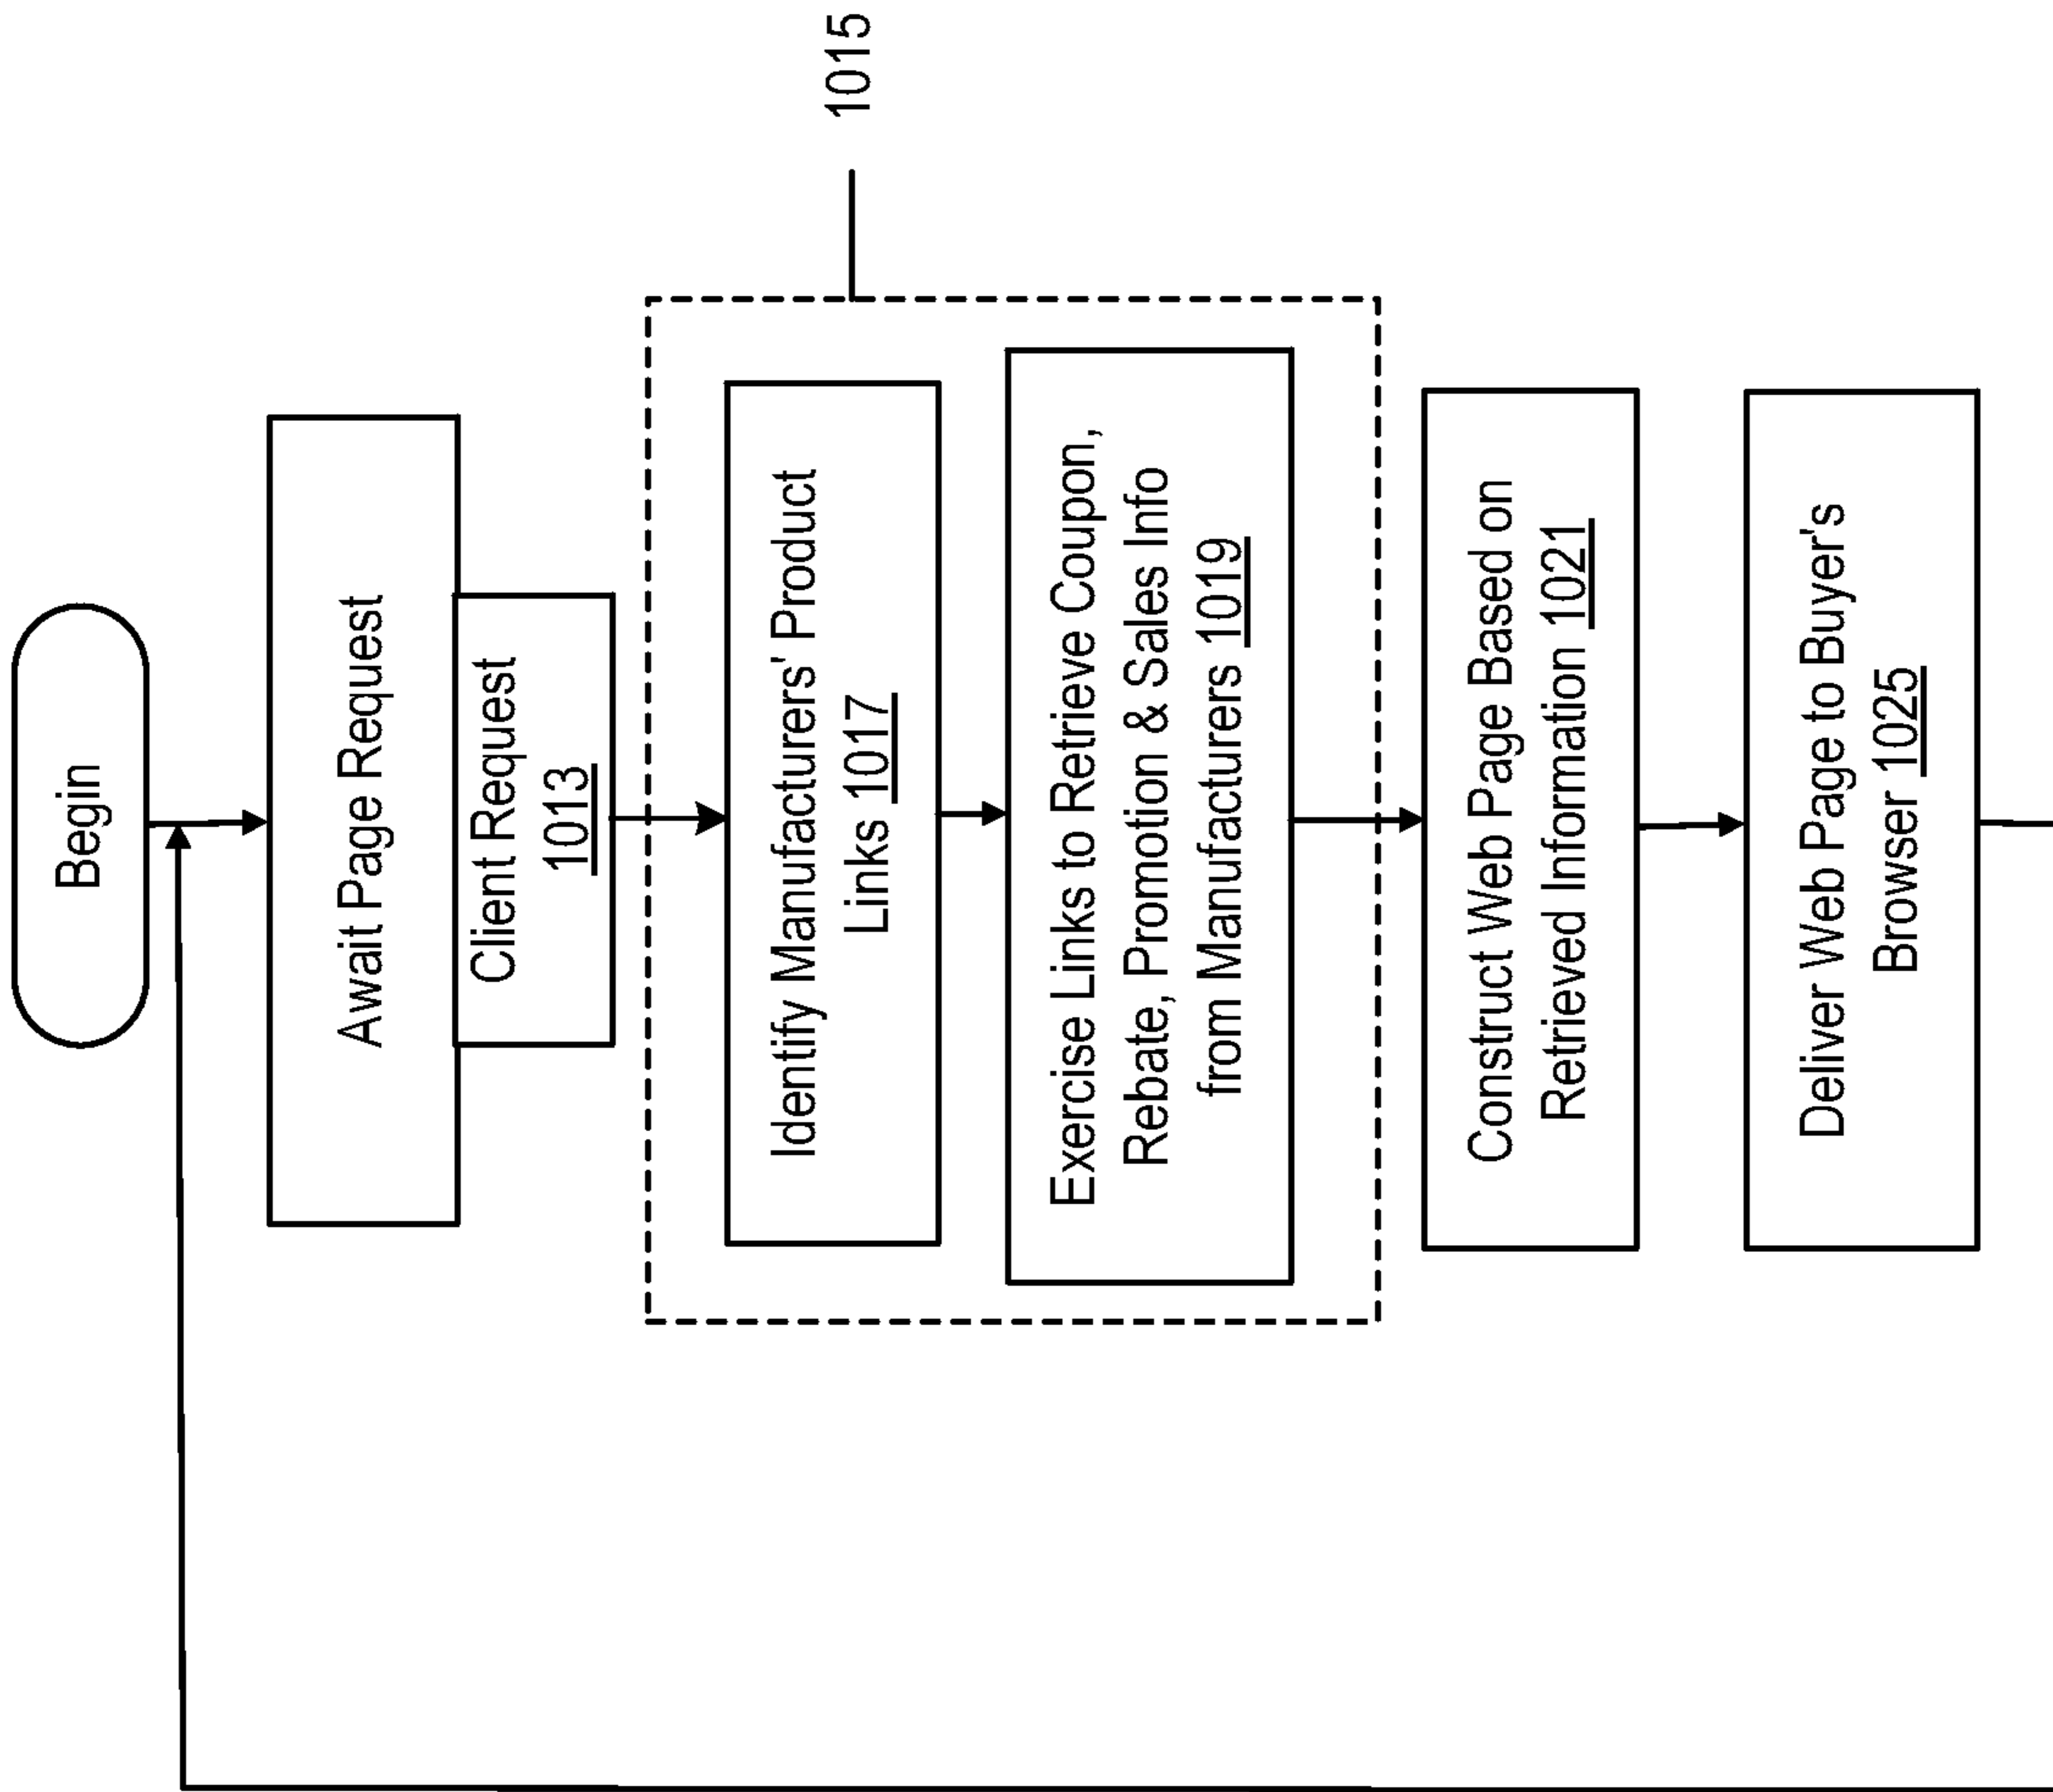 Begin
Await Page Request
Client Request
1013
1015
Identify Manufacturers' Product
Links 1017
Exercise Links to Retrieve Coupon,
Rebate, Promotion & Sales Info
from Manufacturers 1019
Construct Web Page Based on
Retrieved Information 1021
Deliver Web Page to Buyer's
Browser 1025